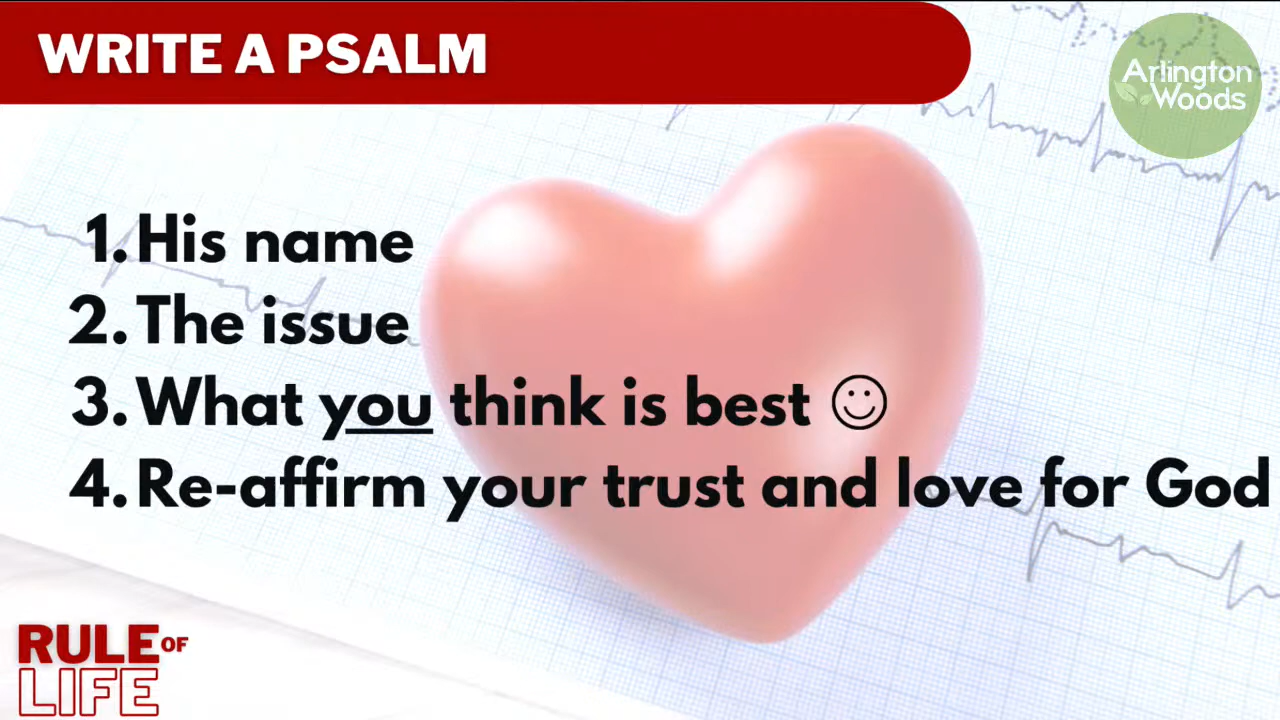 WRITE A PSALM
Arlington
Woods
1. His name
2. The issue
3. What you think is best ☺
4. Re-affirm your trust and love for God
RULE OF
LIFE